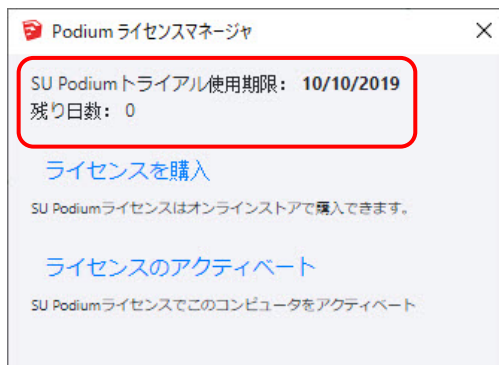 Podium ライセンスマネージャ
SU Podiumトライアル使用期限: 10/10/2019
残り日数: 0
ライセンスを購入
SU Podiumライセンスはオンラインストアで購入できます。
ライセンスのアクティベート
SU Podiumライセンスでこのコンピュータをアクティベート